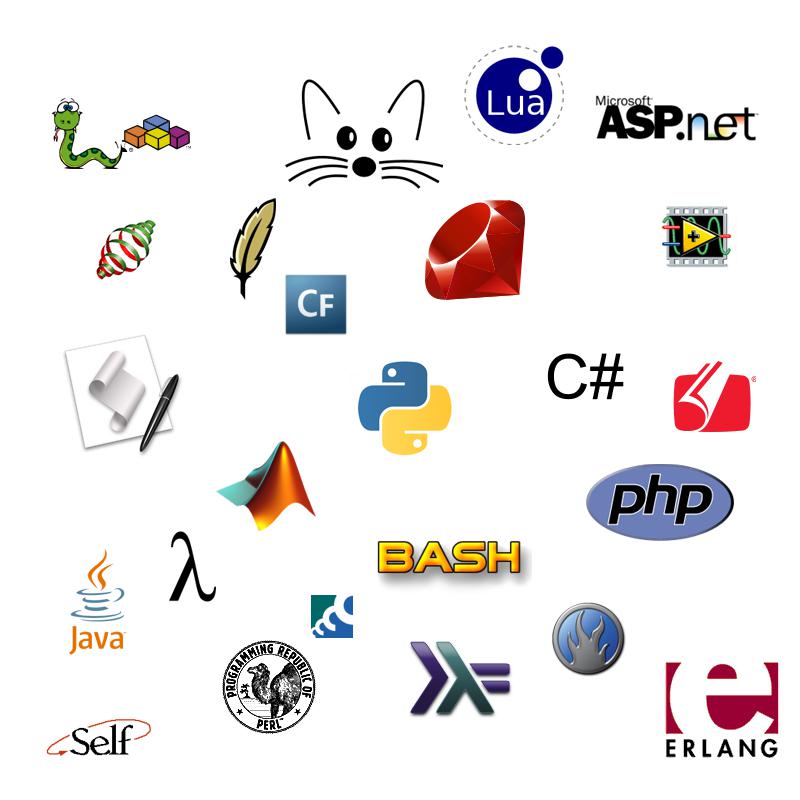 Lua
Microsoft
ASP.net
CF
C#
php
BASH
λ
Java
PROGRAMMING REPUBLIC OF
PERL
Self
e
ERLANG